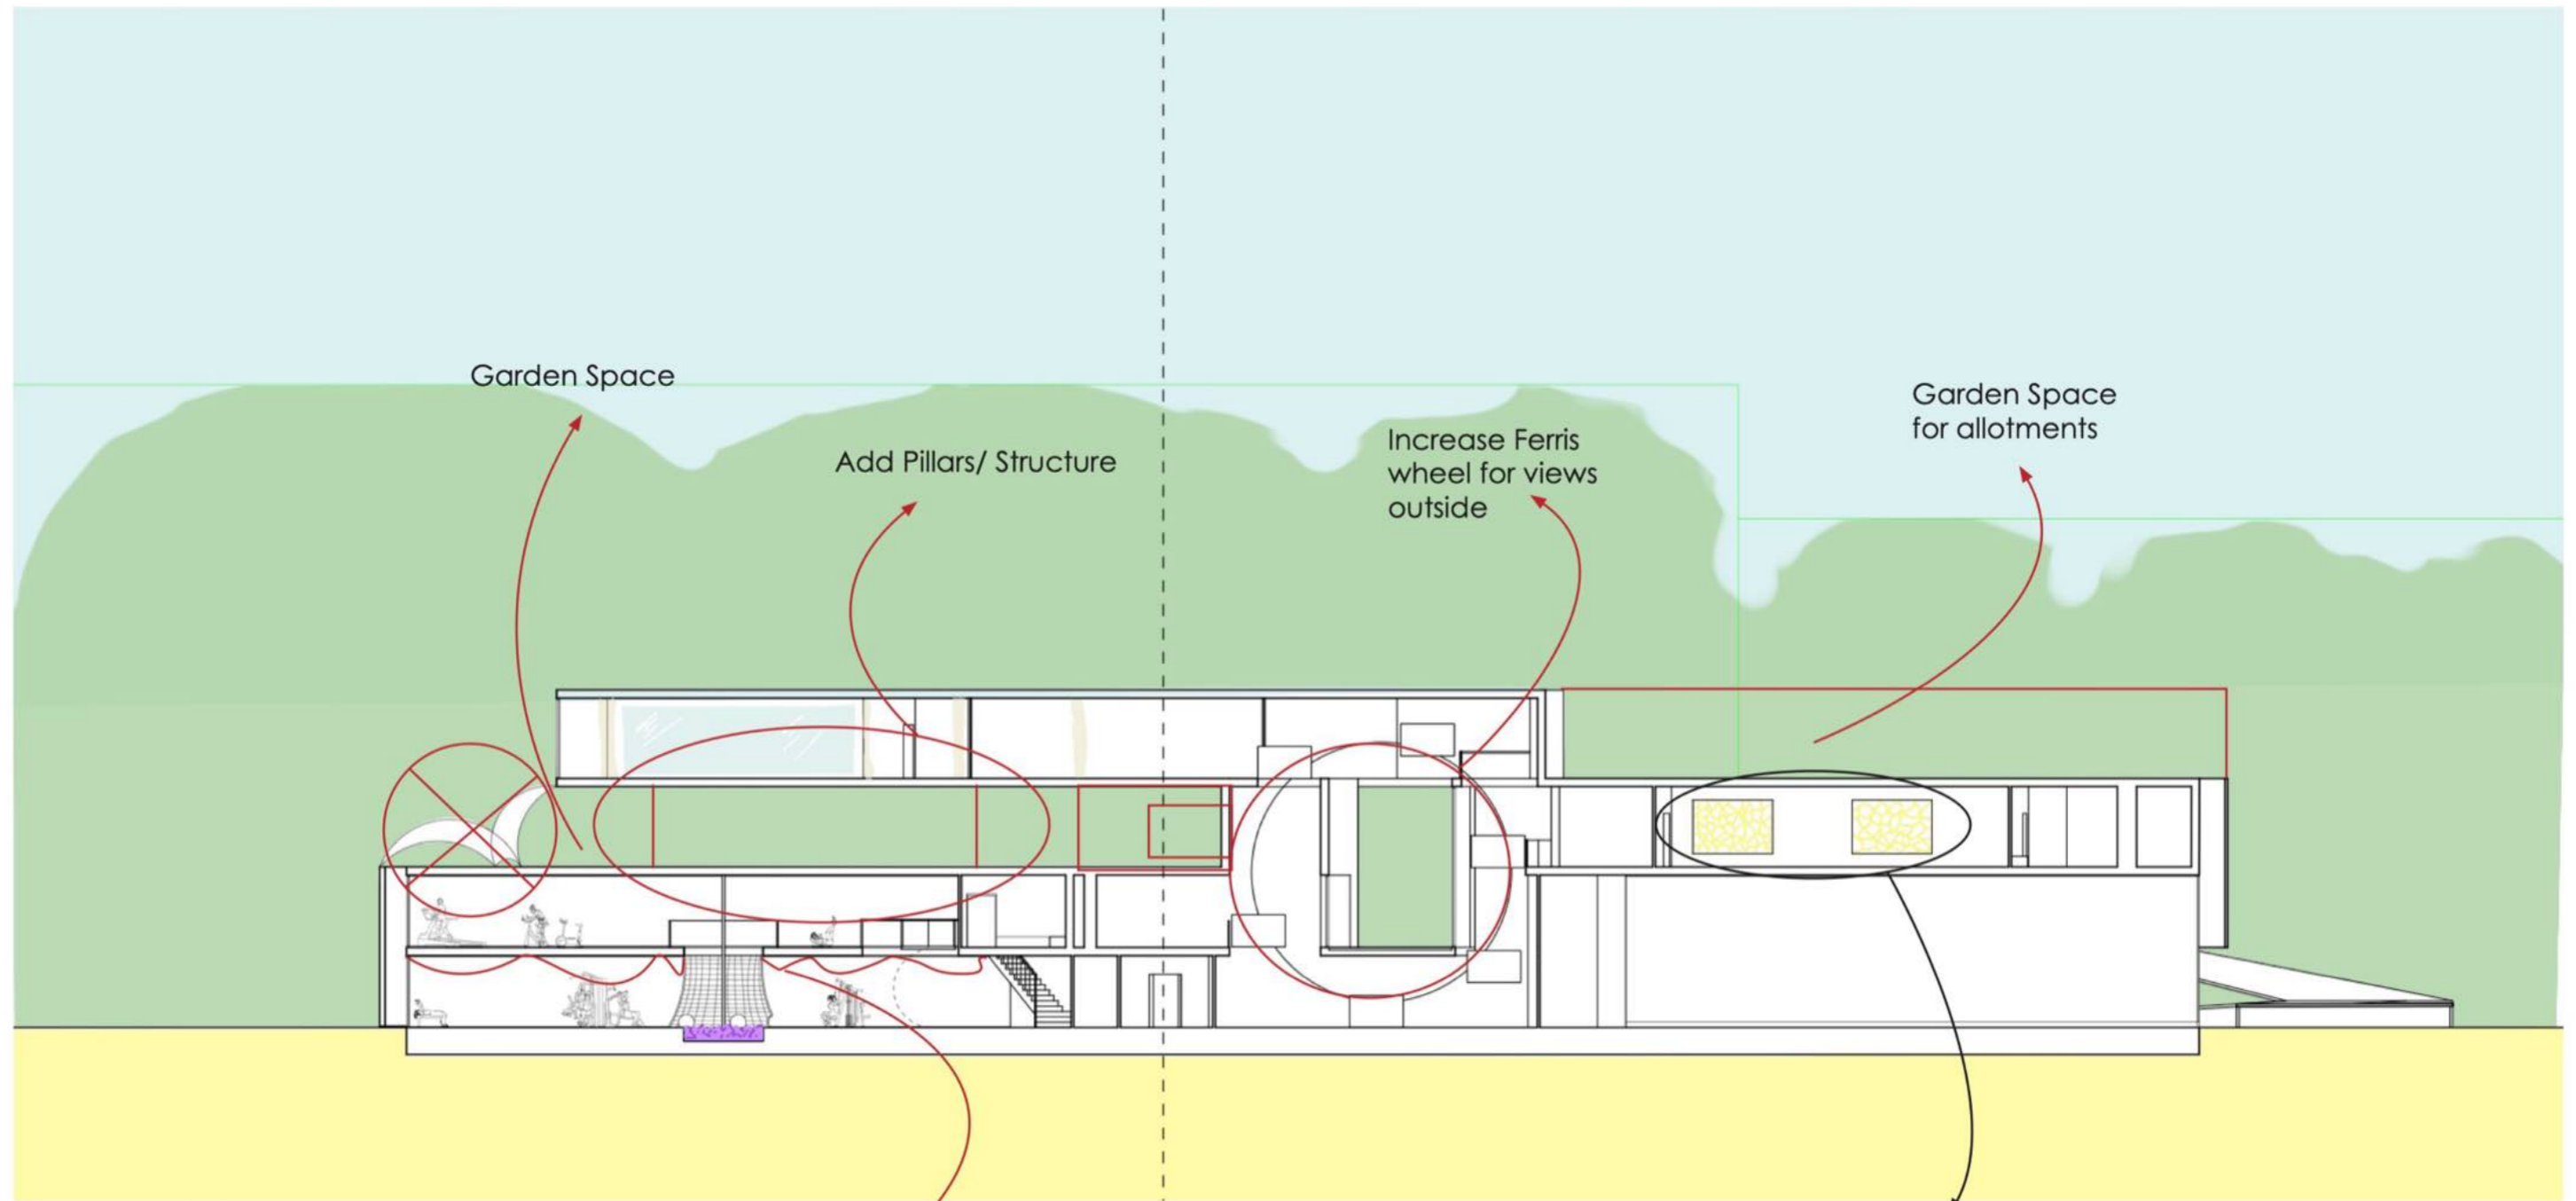 Garden Space
Add Pillars/ Structure
Increase Ferris
wheel for views
outside
Garden Space
for allotments